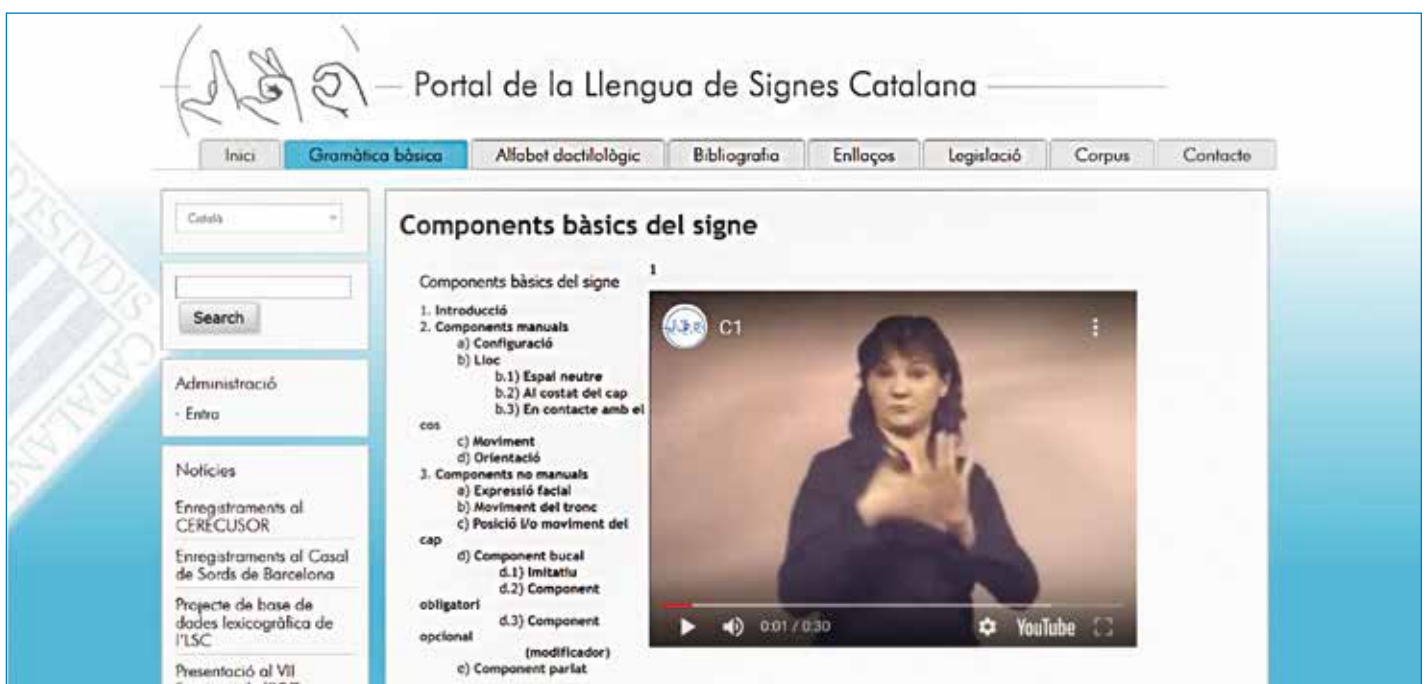 Portal de la Llengua de Signes Catalana
Inici
Gramàtica bàsica
Alfabet dactilològic
Bibliografia
Enllaços
Legislació
Corpus
Contacte
D'ESTVDIS
CATALANS
Català
Search
Administració
· Entra
Notícies
Enregistraments al
CERECUSOR
Enregistraments al Casal
de Sords de Barcelona
Projecte de base de
dades lexicogràfica de
l'LSC
Presentació al VII
Components bàsics del signe
Components bàsics del signe
1
1. Introducció
2. Components manuals
a) Configuració
b) Lloc
b.1) Espai neutre
b.2) Al costat del cap
b.3) En contacte amb el
cos
c) Moviment
d) Orientació
3. Components no manuals
a) Expressió facial
b) Moviment del tronc
c) Posició i/o moviment del
cap
d) Component bucal
d.1) Imitatiu
d.2) Component
obligatori
d.3) Component
opcional
(modificador)
e) Component parlat
C1
0:01 / 0:30
YouTube